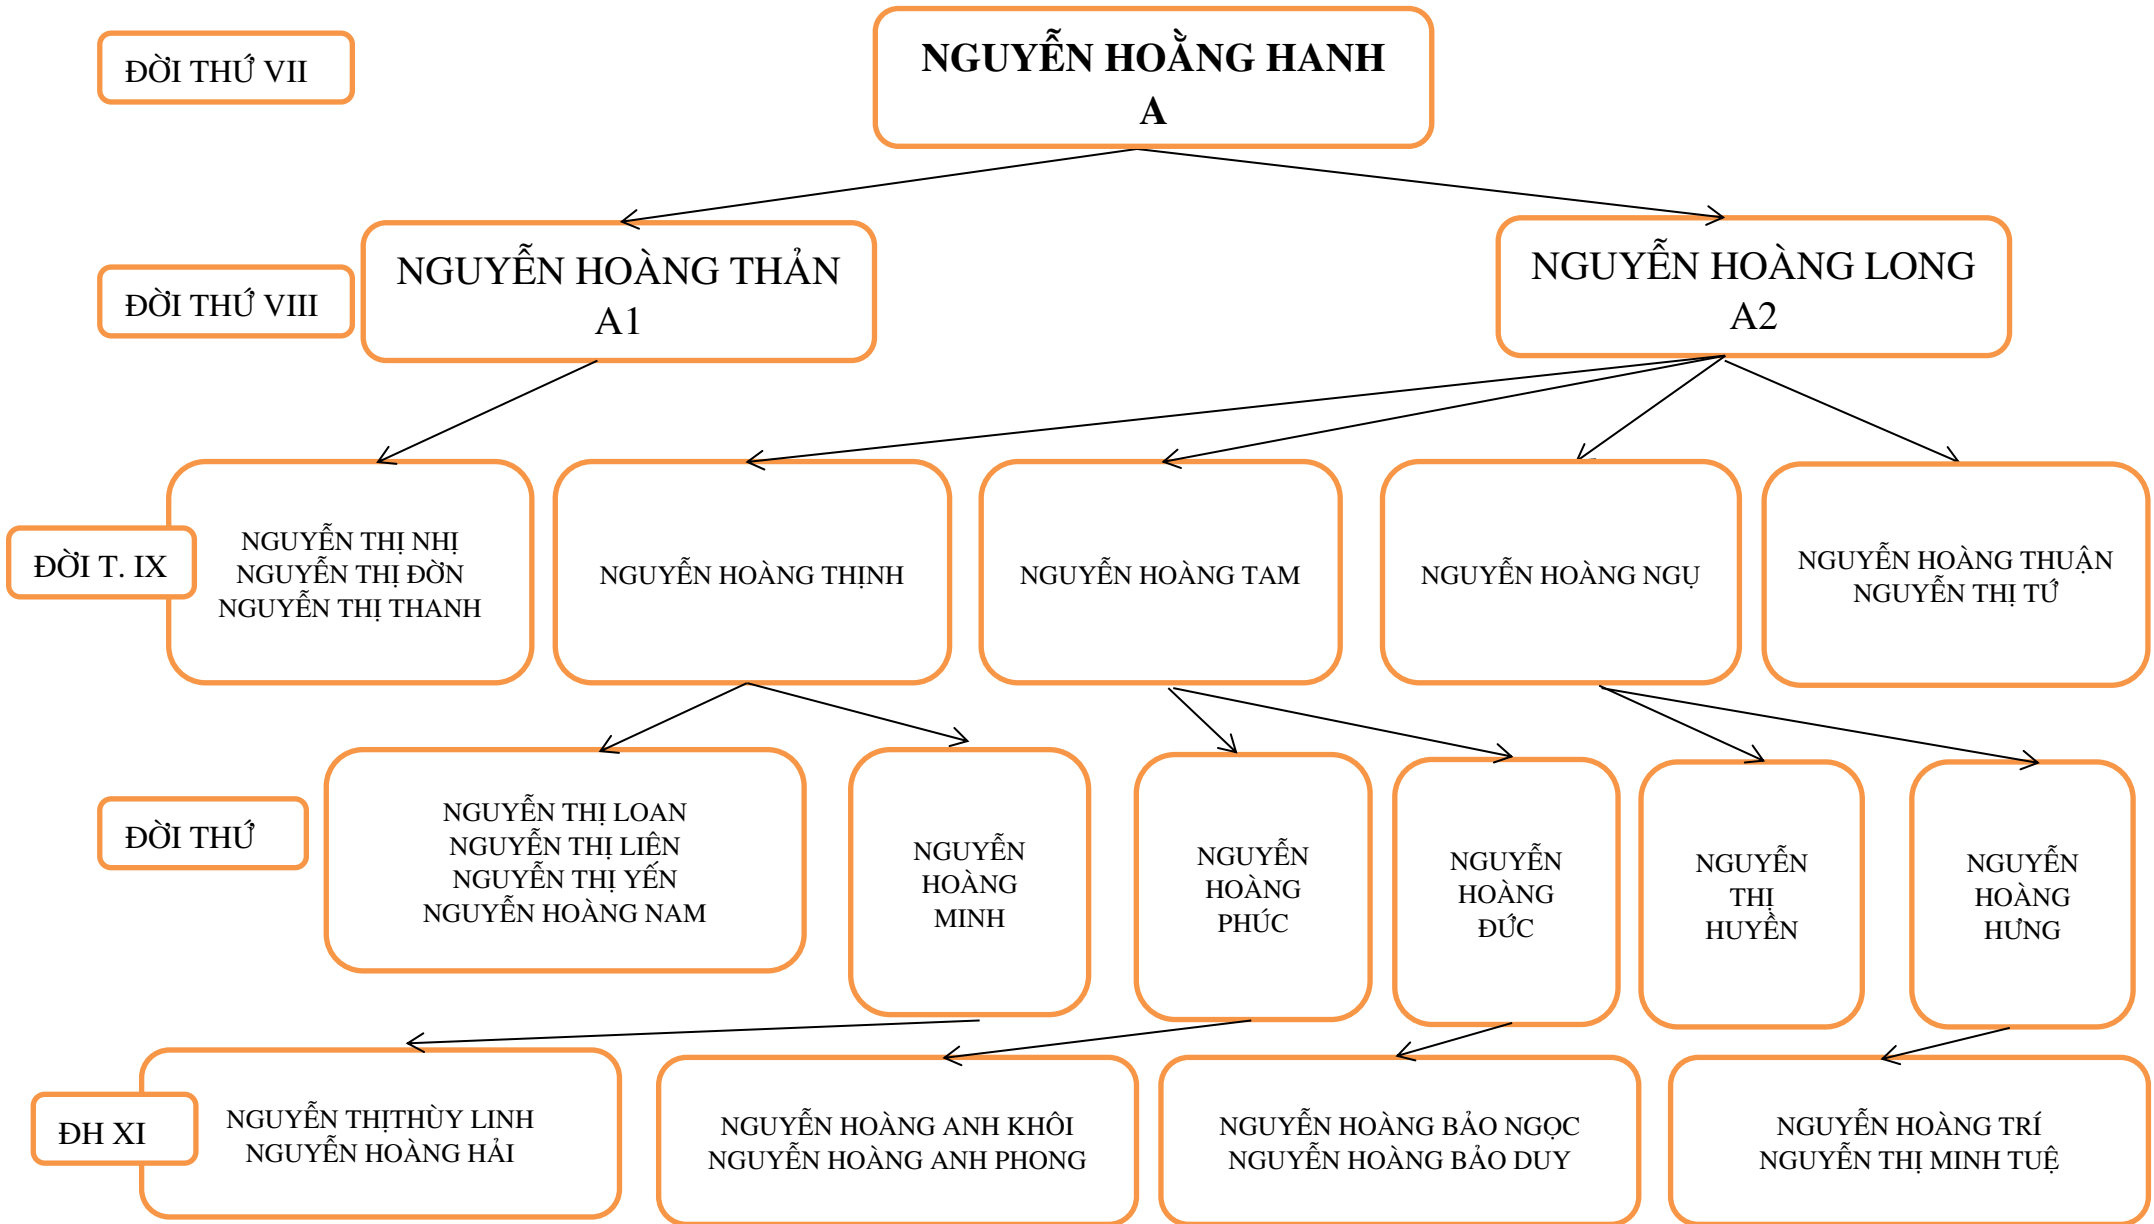 ĐỜI THỨ VII
NGUYỄN HOẰNG HANH
A
ĐỜI THỨ VIII
NGUYỄN HOÀNG THẢN
A1
NGUYỄN HOÀNG LONG
A2
ĐỜI T. IX
NGUYỄN THỊ NHỊ
NGUYỄN THỊ ĐỜN
NGUYỄN THỊ THANH
NGUYỄN HOÀNG THỊNH
NGUYỄN HOÀNG TAM
NGUYỄN HOÀNG NGỤ
NGUYỄN HOÀNG THUẬN
NGUYỄN THỊ TỨ
ĐỜI THỨ
NGUYỄN THỊ LOAN
NGUYỄN THỊ LIÊN
NGUYỄN THỊ YẾN
NGUYỄN HOÀNG NAM
NGUYỄN
HOÀNG
MINH
NGUYỄN
HOÀNG
PHÚC
NGUYỄN
HOÀNG
ĐỨC
NGUYỄN
THỊ
HUYỀN
NGUYỄN
HOÀNG
HƯNG
ĐH XI
NGUYỄN THỊTHÙY LINH
NGUYỄN HOÀNG HẢI
NGUYỄN HOÀNG ANH KHÔI
NGUYỄN HOÀNG ANH PHONG
NGUYỄN HOÀNG BẢO NGỌC
NGUYỄN HOÀNG BẢO DUY
NGUYỄN HOÀNG TRÍ
NGUYỄN THỊ MINH TUỆ